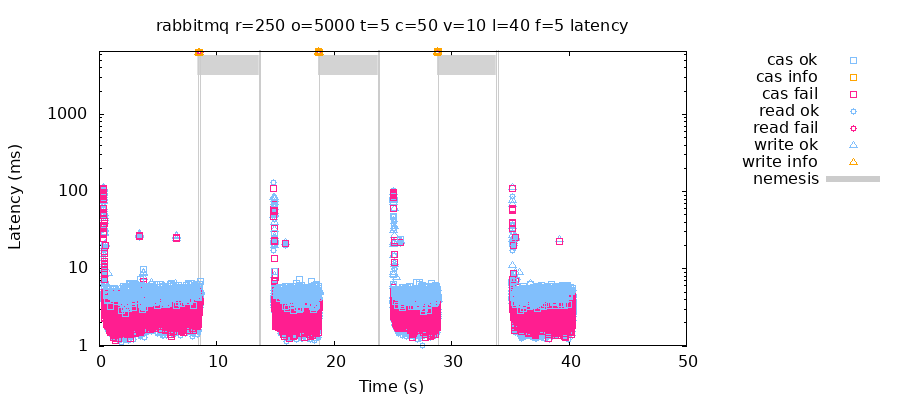 rabbitmq r=250 o=5000 t=5 c=50 v=10 l=40 f=5 latency
Latency (ms)
1000
100
10
1
0
10
20
30
40
50
Time (s)
cas ok
cas info
cas fail
read ok
read fail
write ok
write info
nemesis